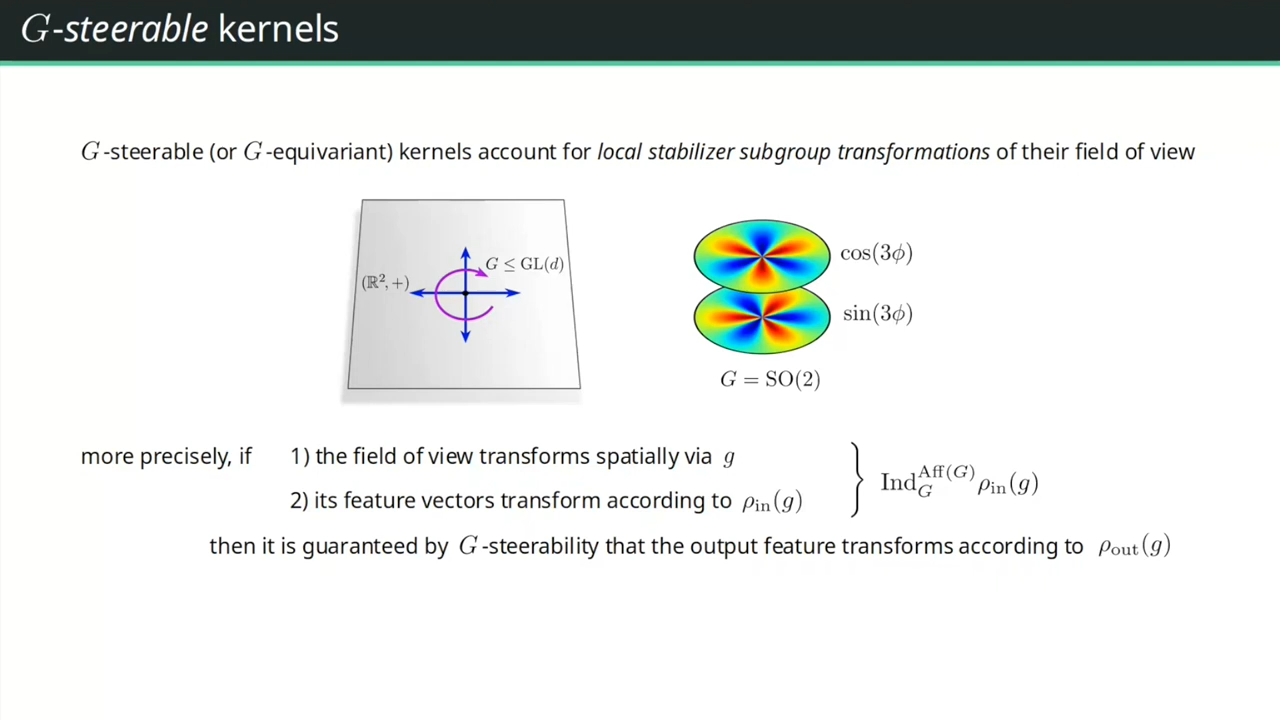 G-steerable kernels
G-steerable (or G-equivariant) kernels account for local stabilizer subgroup transformations of their field of view
(ℝ², +)
G ≤ GL(d)
cos(3ϕ)
sin(3ϕ)
G = SO(2)
more precisely, if 1) the field of view transforms spatially via g
2) its feature vectors transform according to ρ_in(g)
Ind_G^Aff(G) ρ_in(g)
then it is guaranteed by G-steerability that the output feature transforms according to ρ_out(g)